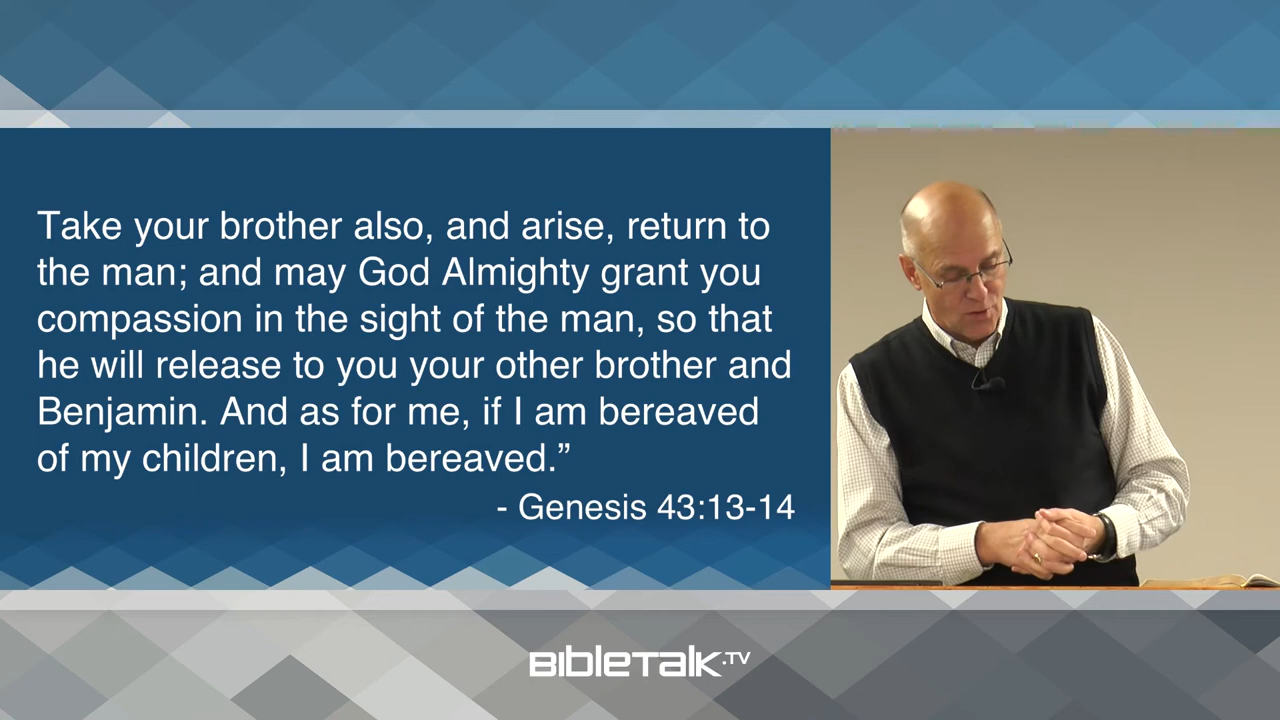 Take your brother also, and arise, return to
the man; and may God Almighty grant you
compassion in the sight of the man, so that
he will release to you your other brother and
Benjamin. And as for me, if I am bereaved
of my children, I am bereaved.”
- Genesis 43:13-14
BIBLETALK.TV